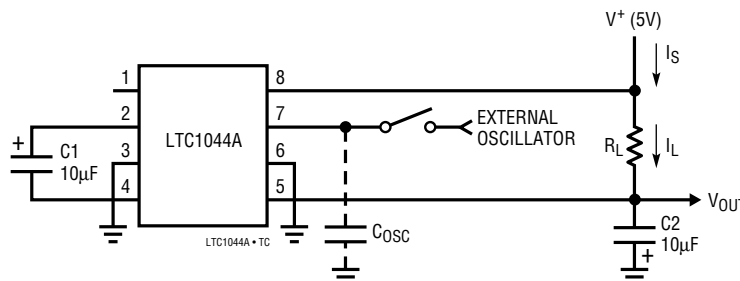 V+ (5V)
IS
1
8
2
7
EXTERNAL
OSCILLATOR
+
C1
10µF
LTC1044A
3
6
RL
IL
4
5
VOUT
COSC
C2
10µF
+
LTC1044A • TC